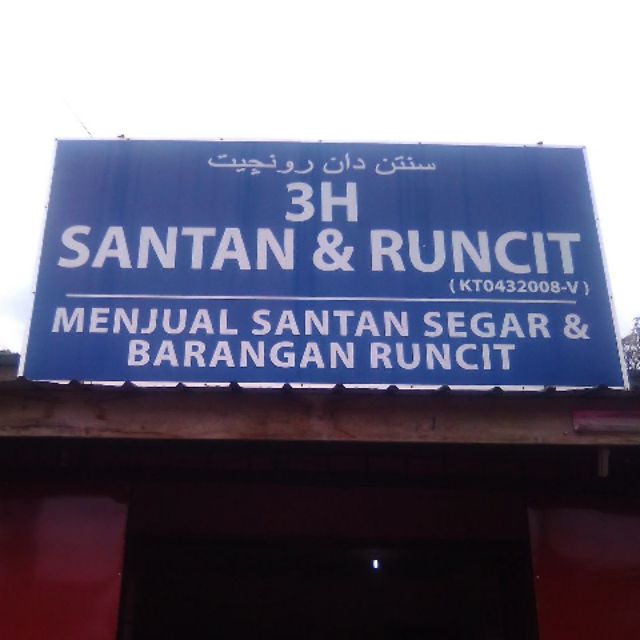 سنتن دان رونچيت
3H
SANTAN & RUNCIT
( KT0432008-V )
MENJUAL SANTAN SEGAR &
BARANGAN RUNCIT